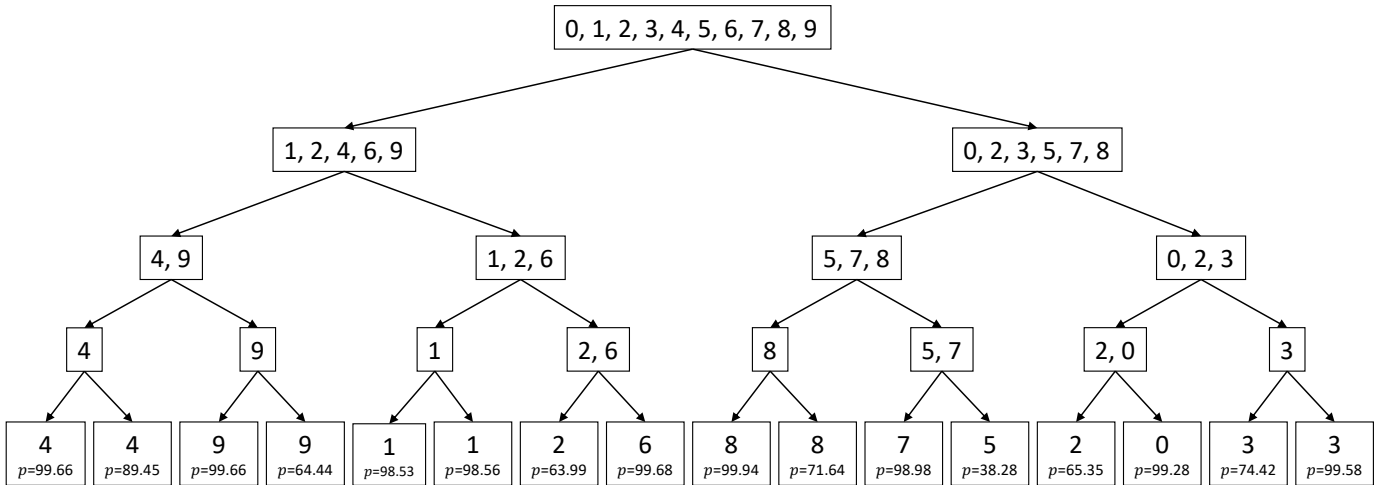 0, 1, 2, 3, 4, 5, 6, 7, 8, 9
1, 2, 4, 6, 9
0, 2, 3, 5, 7, 8
4, 9
1, 2, 6
5, 7, 8
0, 2, 3
4
9
1
2, 6
8
5, 7
2, 0
3
4
p=99.66
4
p=89.45
9
p=99.66
9
p=64.44
1
p=98.53
1
p=98.56
2
p=63.99
6
p=99.68
8
p=99.94
8
p=71.64
7
p=98.98
5
p=38.28
2
p=65.35
0
p=99.28
3
p=74.42
3
p=99.58